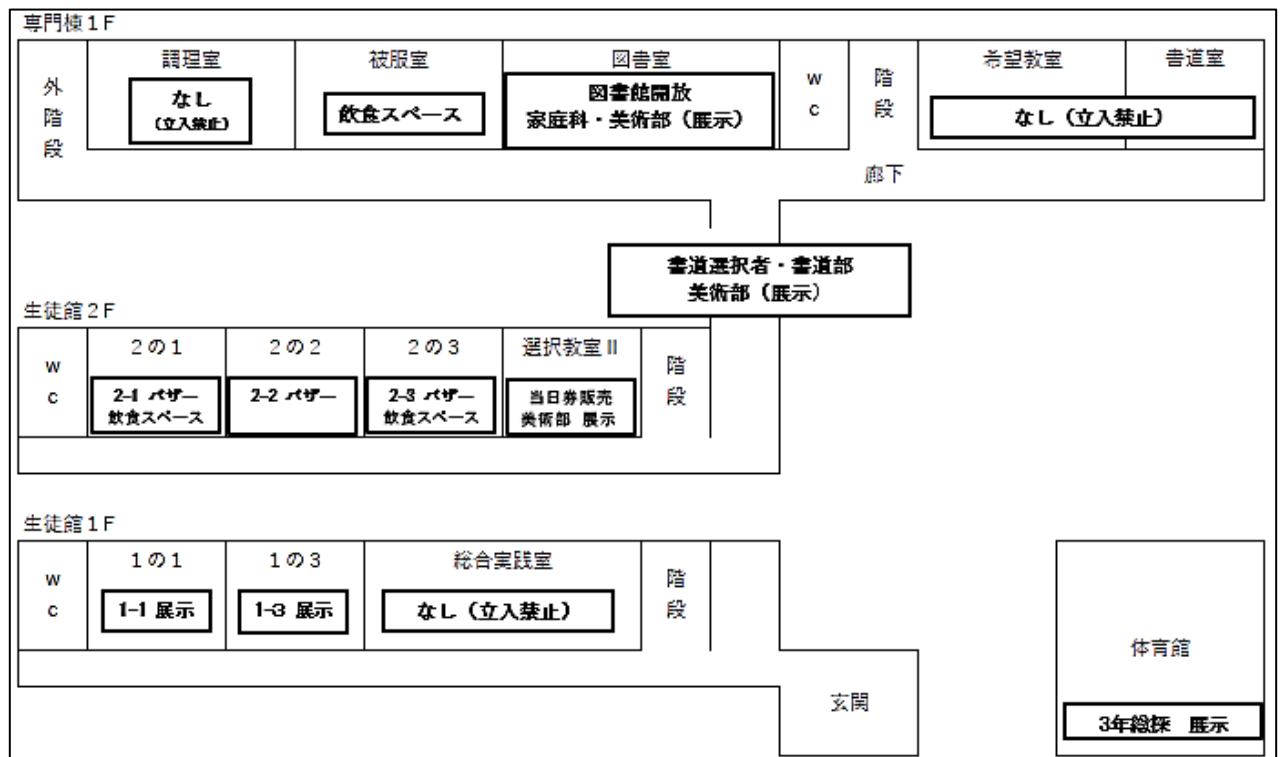 専門棟１Ｆ
外階段
調理室
なし
(立入禁止)
被服室
飲食スペース
図書室
図書館開放
家庭科・美術部（展示）
wc
階段
希望教室
書道室
なし（立入禁止）
廊下
書道選択者・書道部
美術部（展示）
生徒館２Ｆ
wc
２の１
2-1 バザー
飲食スペース
２の２
2-2 バザー
２の３
2-3 バザー
飲食スペース
選択教室Ⅱ
当日券販売
美術部 展示
階段
生徒館１Ｆ
wc
１の１
1-1 展示
１の３
1-3 展示
総合実践室
なし（立入禁止）
階段
玄関
体育館
3年総探　展示